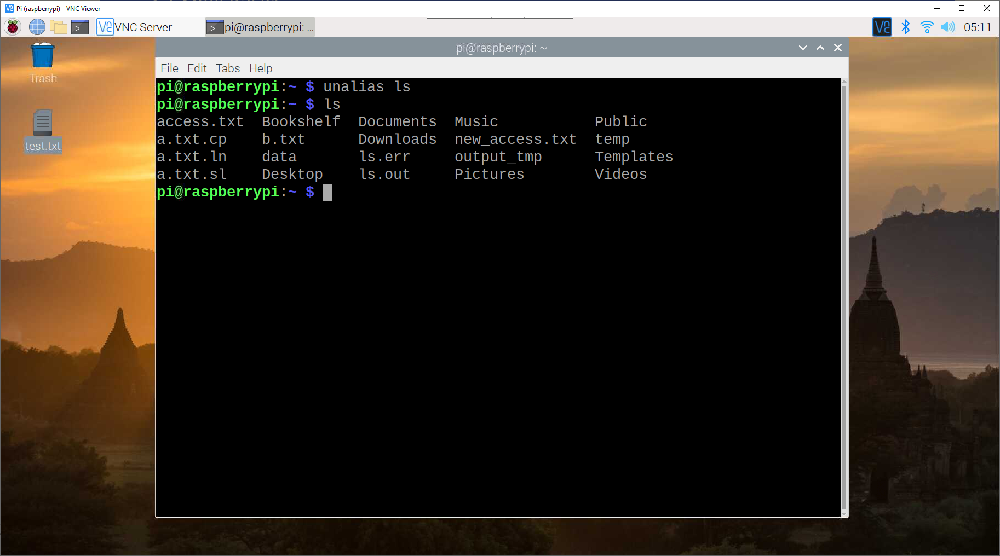 Pi (raspberrypi) - VNC Viewer
VNC Server
pi@raspberrypi: ...
05:11
Trash
test.txt
pi@raspberrypi: ~
File Edit Tabs Help
pi@raspberrypi:~ $ unalias ls
pi@raspberrypi:~ $ ls
access.txt Bookshelf Documents Music Public
a.txt.cp b.txt Downloads new_access.txt temp
a.txt.ln data ls.err output_tmp Templates
a.txt.sl Desktop ls.out Pictures Videos
pi@raspberrypi:~ $